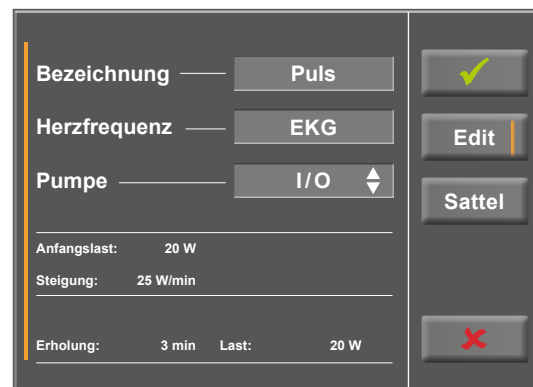 Bezeichnung Puls
Herzfrequenz EKG
Pumpe I/O
Anfangslast: 20 W
Steigung: 25 W/min
Erholung: 3 min Last: 20 W
Edit
Sattel